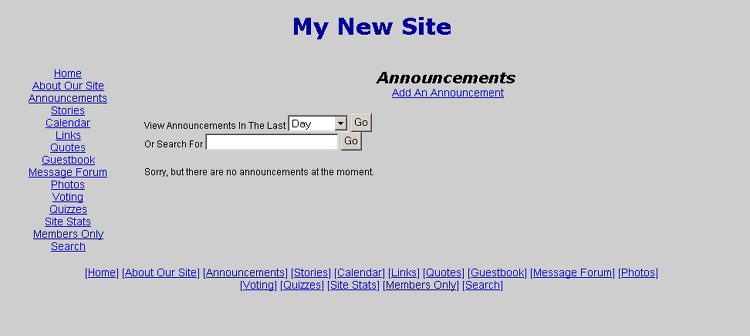 My New Site
Home
About Our Site
Announcements
Stories
Calendar
Links
Quotes
Guestbook
Message Forum
Photos
Voting
Quizzes
Site Stats
Members Only
Search
Announcements
Add An Announcement
View Announcements In The Last Day Go
Or Search For Go
Sorry, but there are no announcements at the moment.
[Home] [About Our Site] [Announcements] [Stories] [Calendar] [Links] [Quotes] [Guestbook] [Message Forum] [Photos]
[Voting] [Quizzes] [Site Stats] [Members Only] [Search]